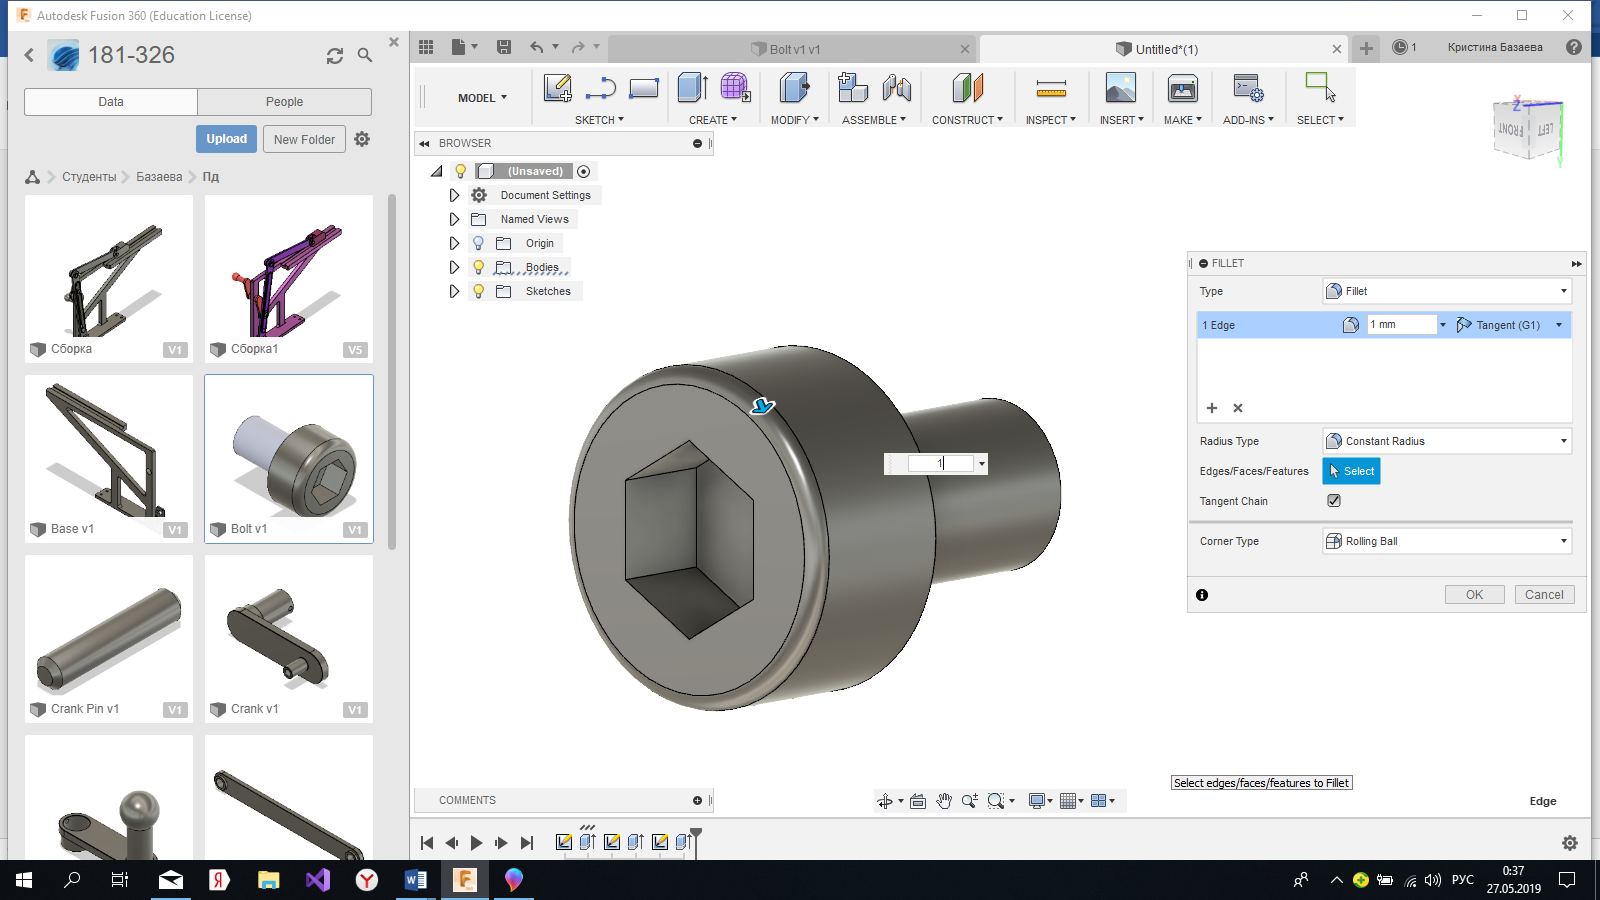 Autodesk Fusion 360 (Education License)
181-326
Data
People
Upload
New Folder
Студенты
Базаева
Пд
Сборка
V1
Сборка1
V5
Base v1
V1
Bolt v1
V1
Crank Pin v1
V1
Crank v1
V1
Bolt v1 v1
Untitled*(1)
1
Кристина Базаева
MODEL
SKETCH
CREATE
MODIFY
ASSEMBLE
CONSTRUCT
INSPECT
INSERT
MAKE
ADD-INS
SELECT
BROWSER
(Unsaved)
Document Settings
Named Views
Origin
Bodies
Sketches
X
Z
FRONT
LEFT
Y
1
FILLET
Type
Fillet
1 Edge
1 mm
Tangent (G1)
Radius Type
Constant Radius
Edges/Faces/Features
Select
Tangent Chain
Corner Type
Rolling Ball
OK
Cancel
Select edges/faces/features to Fillet
COMMENTS
Edge
РУС
0:37
27.05.2019